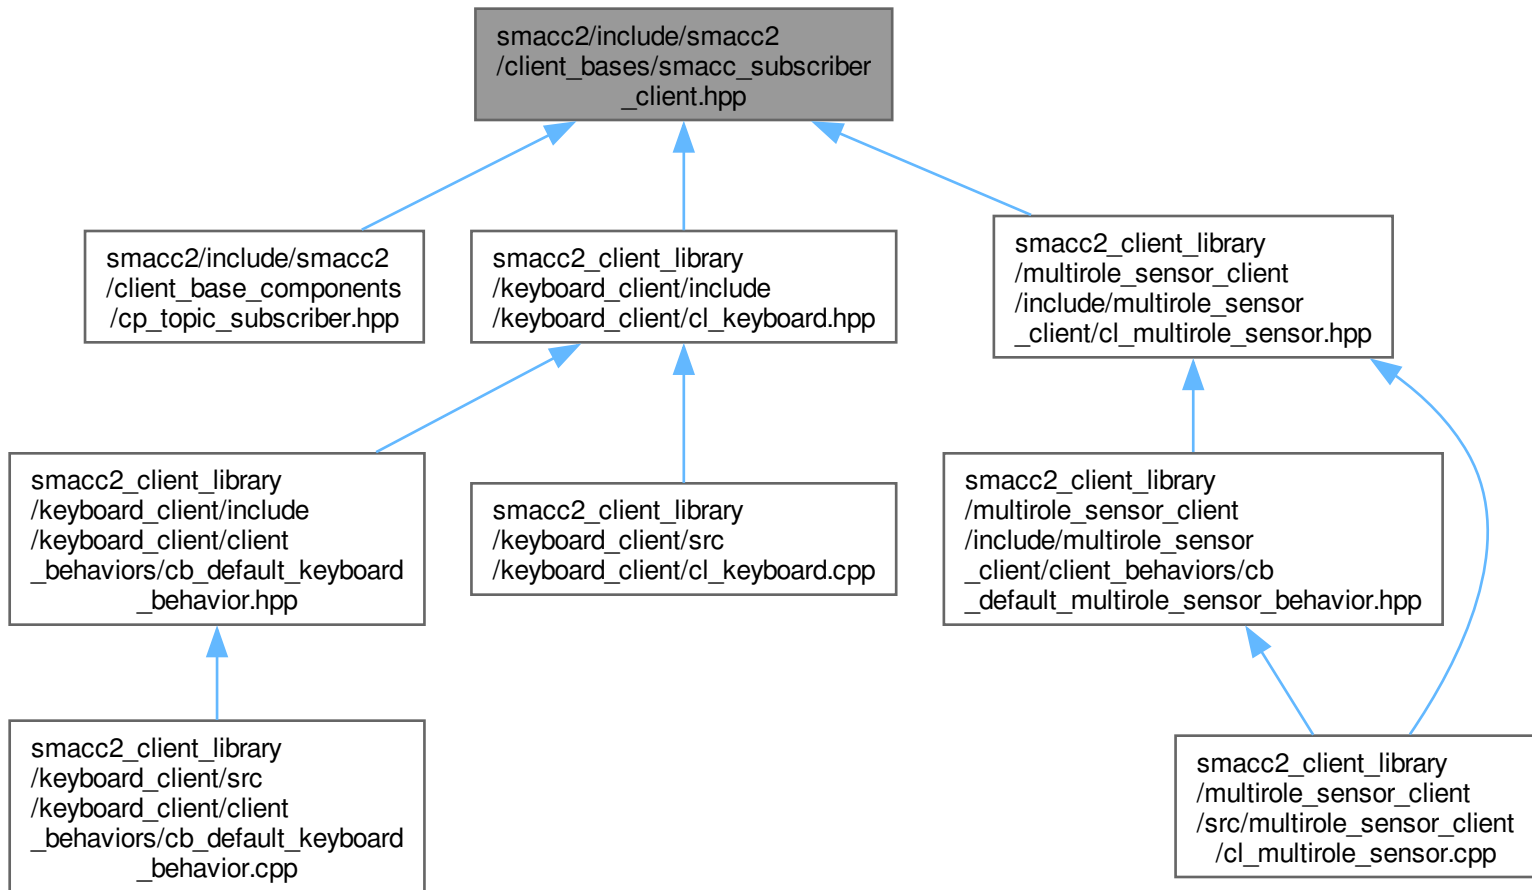 smacc2/include/smacc2
/client_bases/smacc_subscriber
_client.hpp
smacc2/include/smacc2
/client_base_components
/cp_topic_subscriber.hpp
smacc2_client_library
/keyboard_client/include
/keyboard_client/cl_keyboard.hpp
smacc2_client_library
/multirole_sensor_client
/include/multirole_sensor
_client/cl_multirole_sensor.hpp
smacc2_client_library
/keyboard_client/include
/keyboard_client/client
_behaviors/cb_default_keyboard
_behavior.hpp
smacc2_client_library
/keyboard_client/src
/keyboard_client/cl_keyboard.cpp
smacc2_client_library
/multirole_sensor_client
/include/multirole_sensor
_client/client_behaviors/cb
_default_multirole_sensor_behavior.hpp
smacc2_client_library
/keyboard_client/src
/keyboard_client/client
_behaviors/cb_default_keyboard
_behavior.cpp
smacc2_client_library
/multirole_sensor_client
/src/multirole_sensor_client
/cl_multirole_sensor.cpp